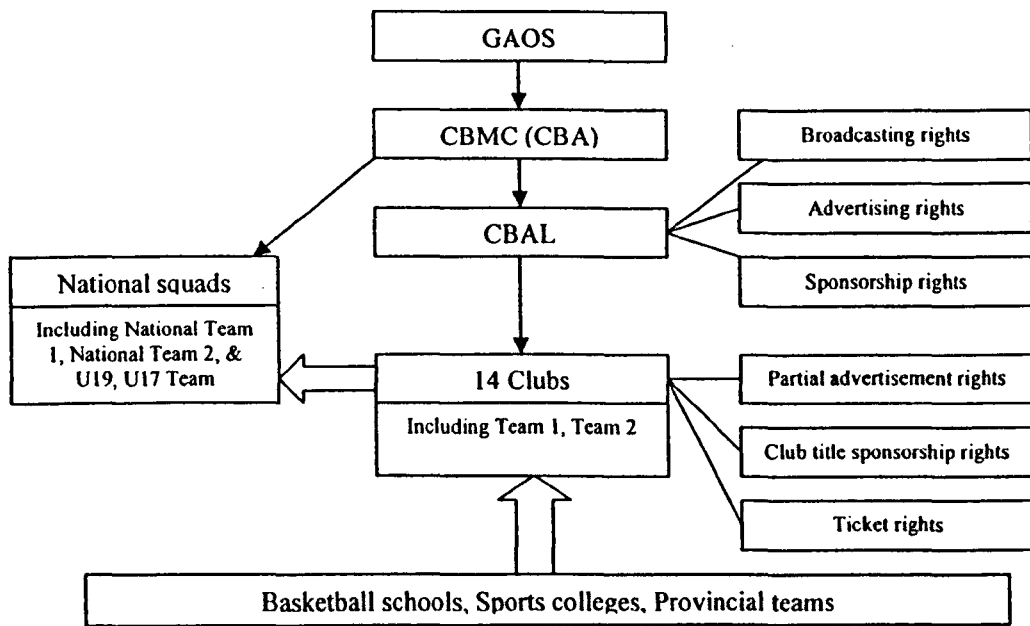 GAOS
CBMC (CBA)
Broadcasting rights
Advertising rights
CBAL
Sponsorship rights
National squads
Including National Team
1, National Team 2, &
U19, U17 Team
14 Clubs
Including Team 1, Team 2
Partial advertisement rights
Club title sponsorship rights
Ticket rights
Basketball schools, Sports colleges, Provincial teams